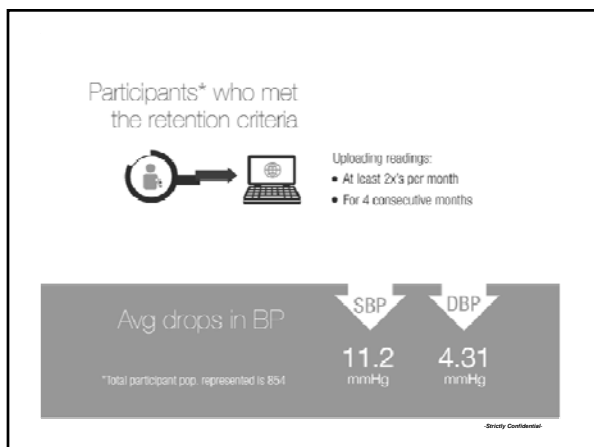 Participants* who met
the retention criteria
Uploading readings:
• At least 2x's per month
• For 4 consecutive months
Avg drops in BP
SBP
DBP
11.2
mmHg
4.31
mmHg
*Total participant pop. represented is 854
-Strictly Confidential-